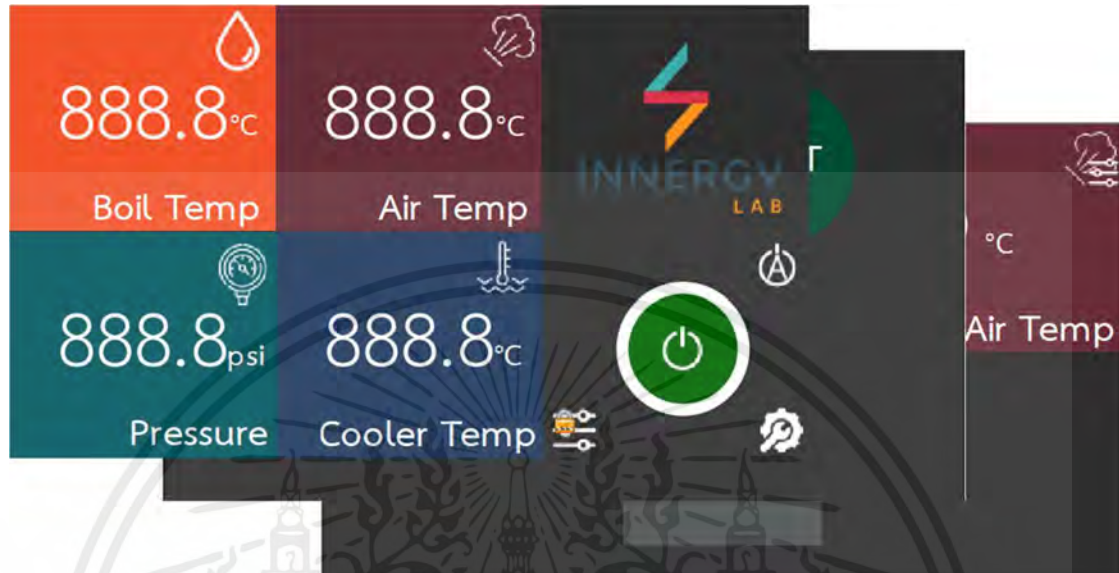 888.8°C
Boil Temp
888.8°C
Air Temp
888.8psi
Pressure
888.8°C
Cooler Temp
INNERGY
LAB
A
T
°C
Air Temp